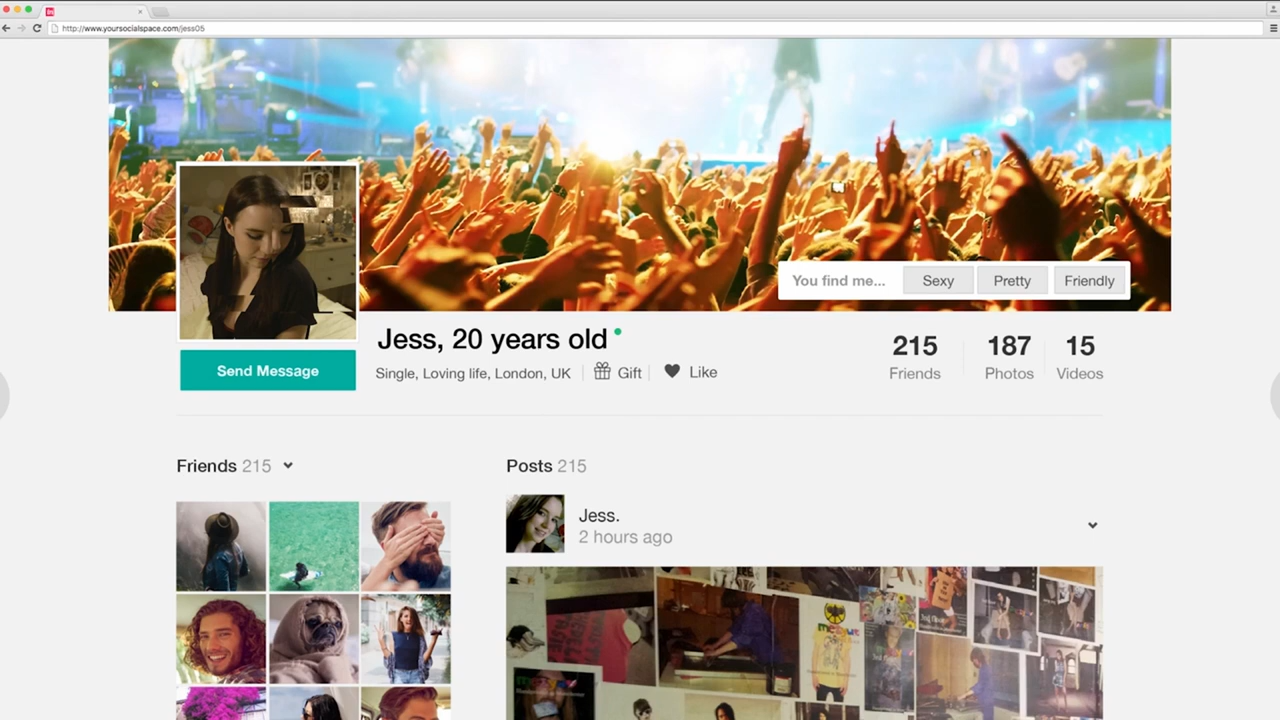 http://www.yoursocialspace.com/jess05
You find me... Sexy Pretty Friendly
Jess, 20 years old
Send Message
Single, Loving life, London, UK Gift Like
215 187 15
Friends Photos Videos
Friends 215
Posts 215
Jess.
2 hours ago